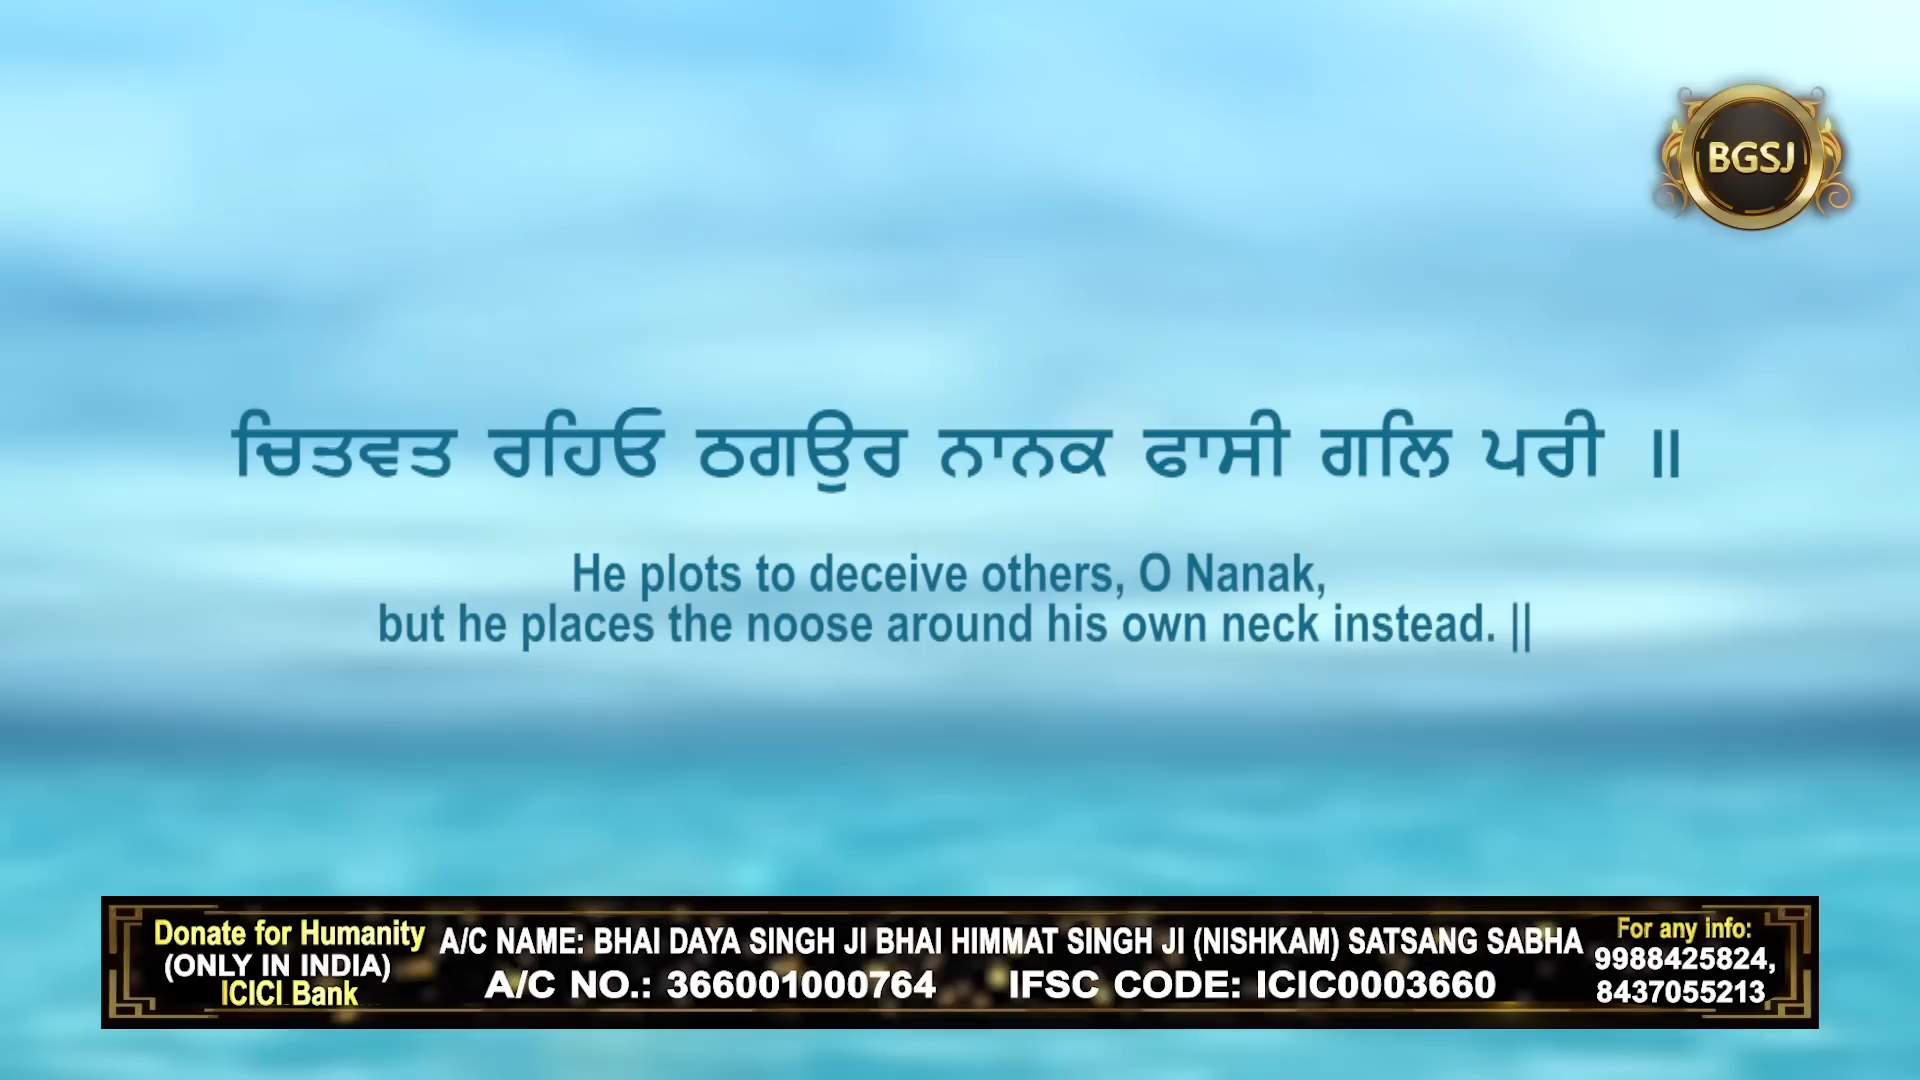 BGSJ
ਚਿਤਵਤ ਰਹਿਓ ਠਗਉਰ ਨਾਨਕ ਫਾਸੀ ਗਲਿ ਪਰੀ ॥
He plots to deceive others, O Nanak,
but he places the noose around his own neck instead. ||
Donate for Humanity
(ONLY IN INDIA)
ICICI Bank
A/C NAME: BHAI DAYA SINGH JI BHAI HIMMAT SINGH JI (NISHKAM) SATSANG SABHA
A/C NO.: 366001000764 IFSC CODE: ICIC0003660
For any info:
9988425824,
8437055213